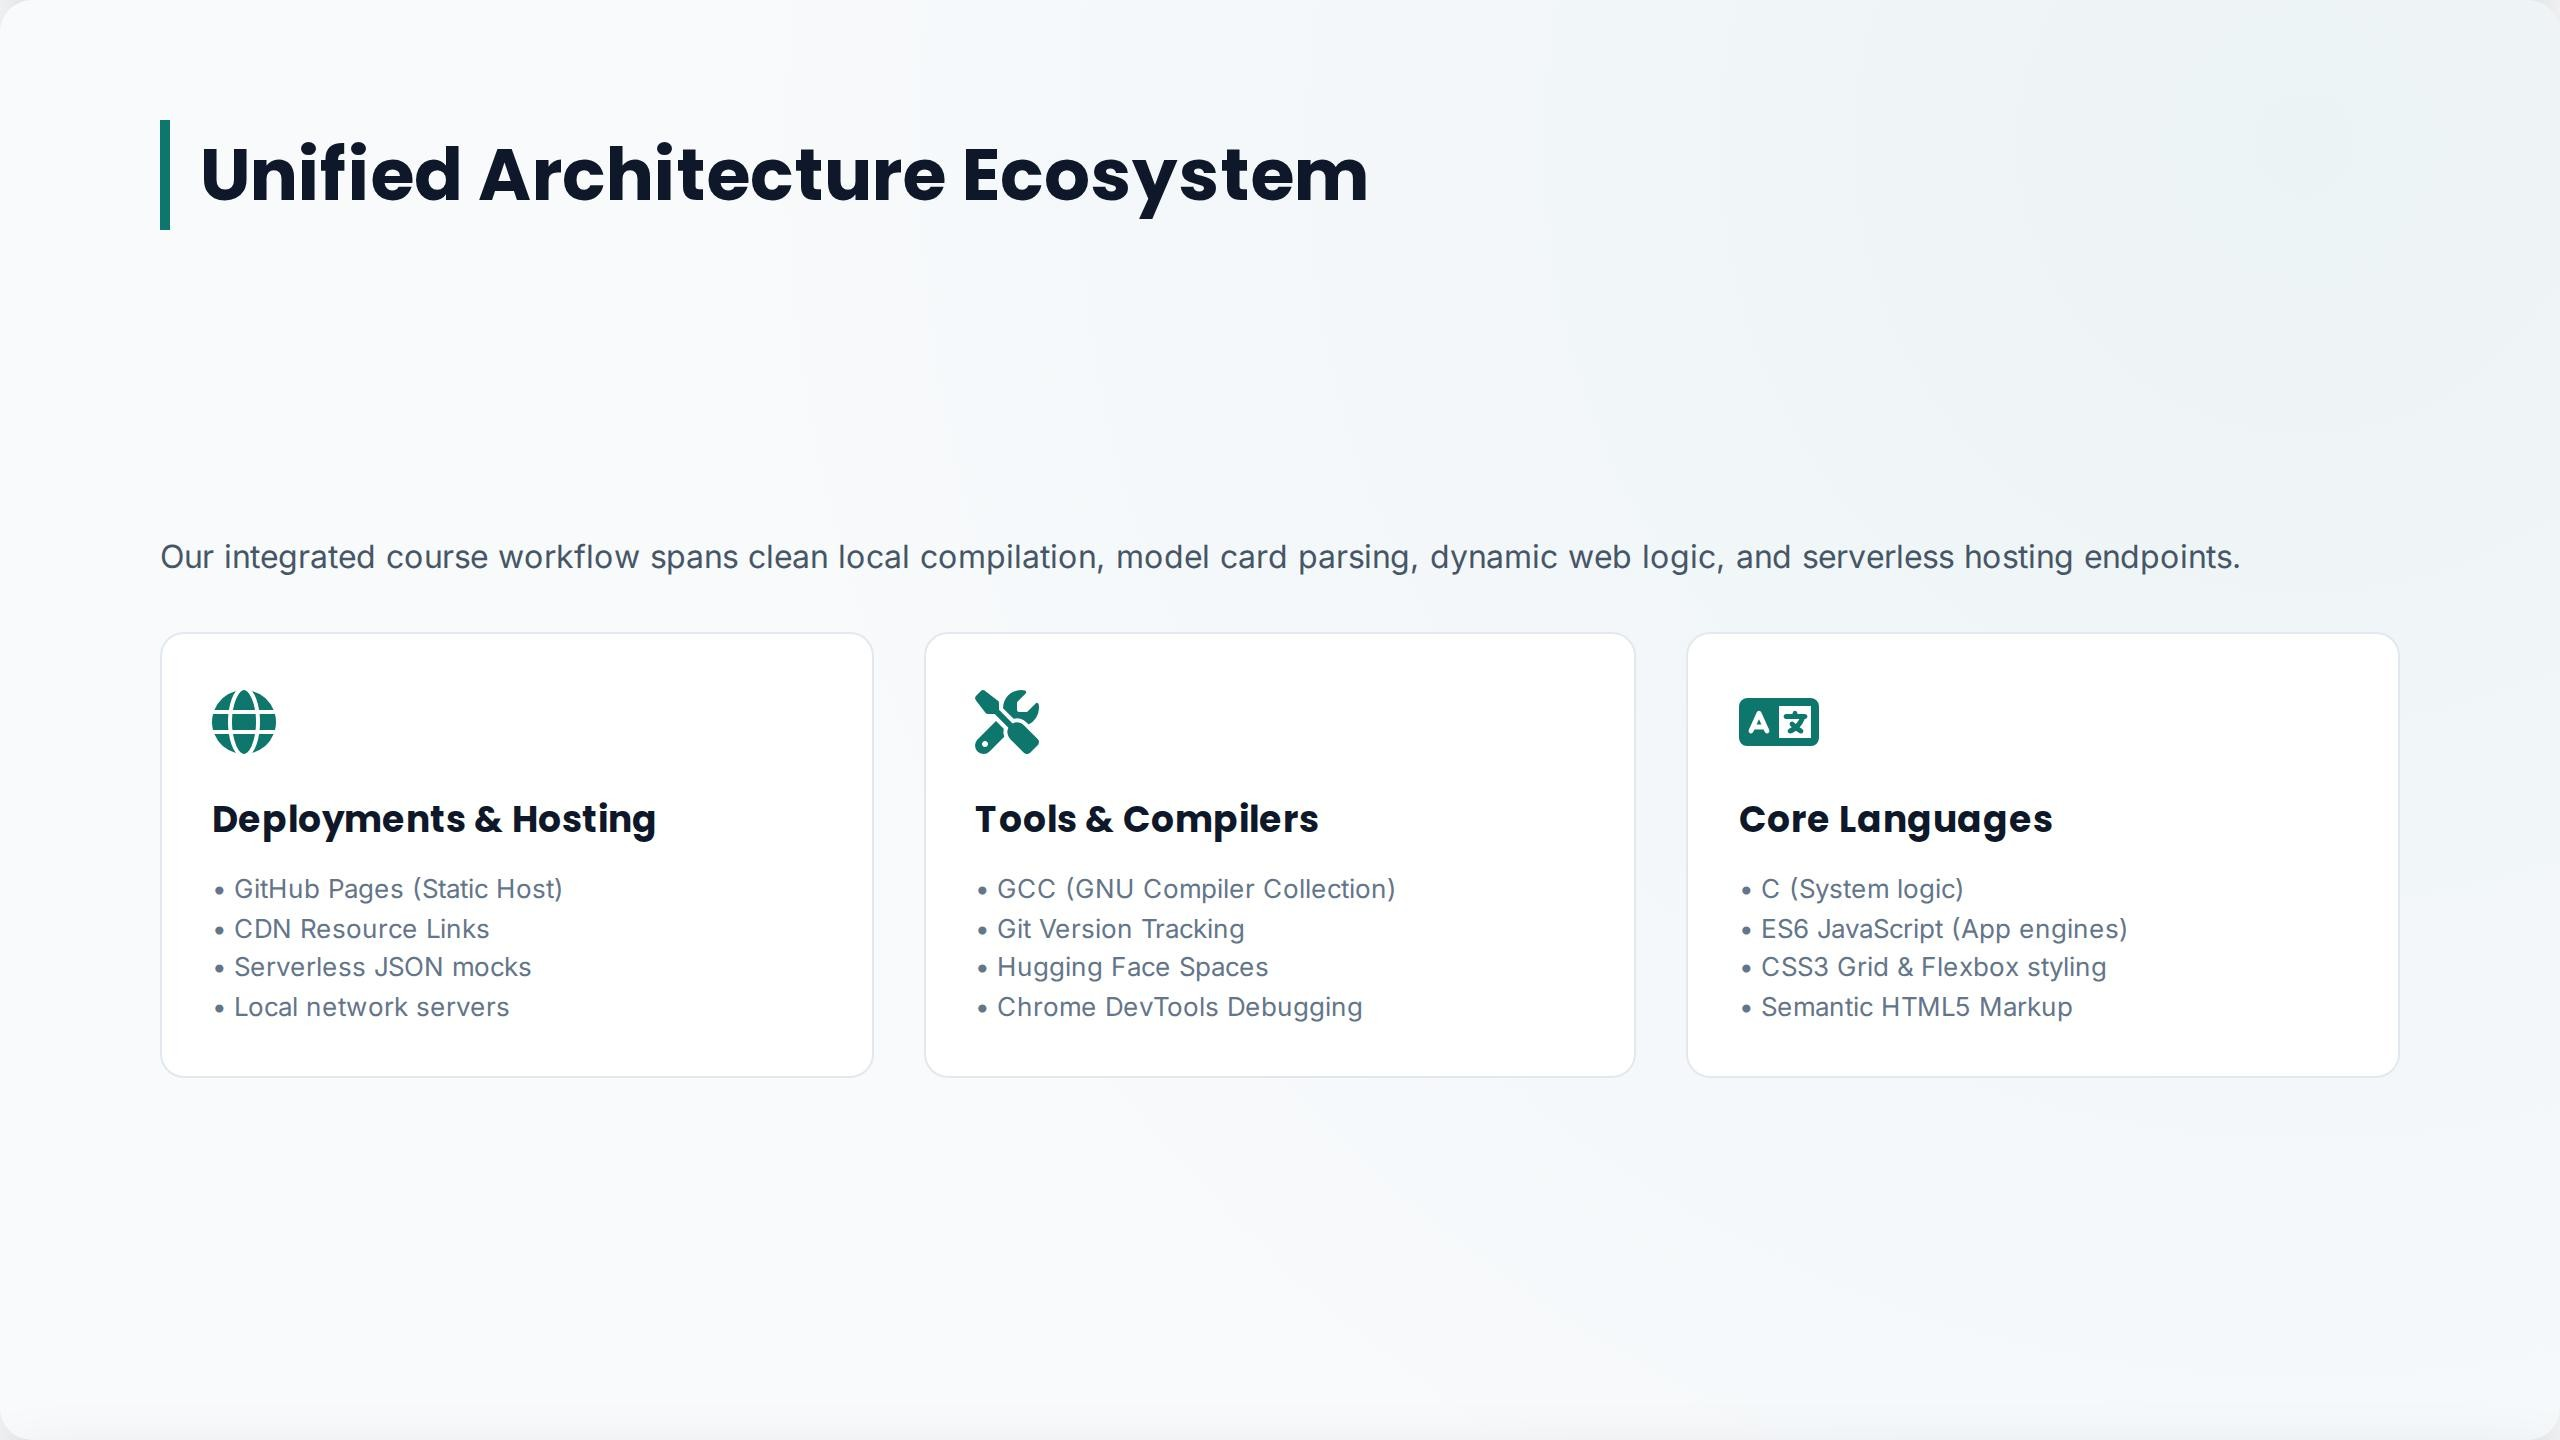 Unified Architecture Ecosystem
Our integrated course workflow spans clean local compilation, model card parsing, dynamic web logic, and serverless hosting endpoints.
Deployments & Hosting
• GitHub Pages (Static Host)
• CDN Resource Links
• Serverless JSON mocks
• Local network servers
Tools & Compilers
• GCC (GNU Compiler Collection)
• Git Version Tracking
• Hugging Face Spaces
• Chrome DevTools Debugging
A 文
Core Languages
• C (System logic)
• ES6 JavaScript (App engines)
• CSS3 Grid & Flexbox styling
• Semantic HTML5 Markup